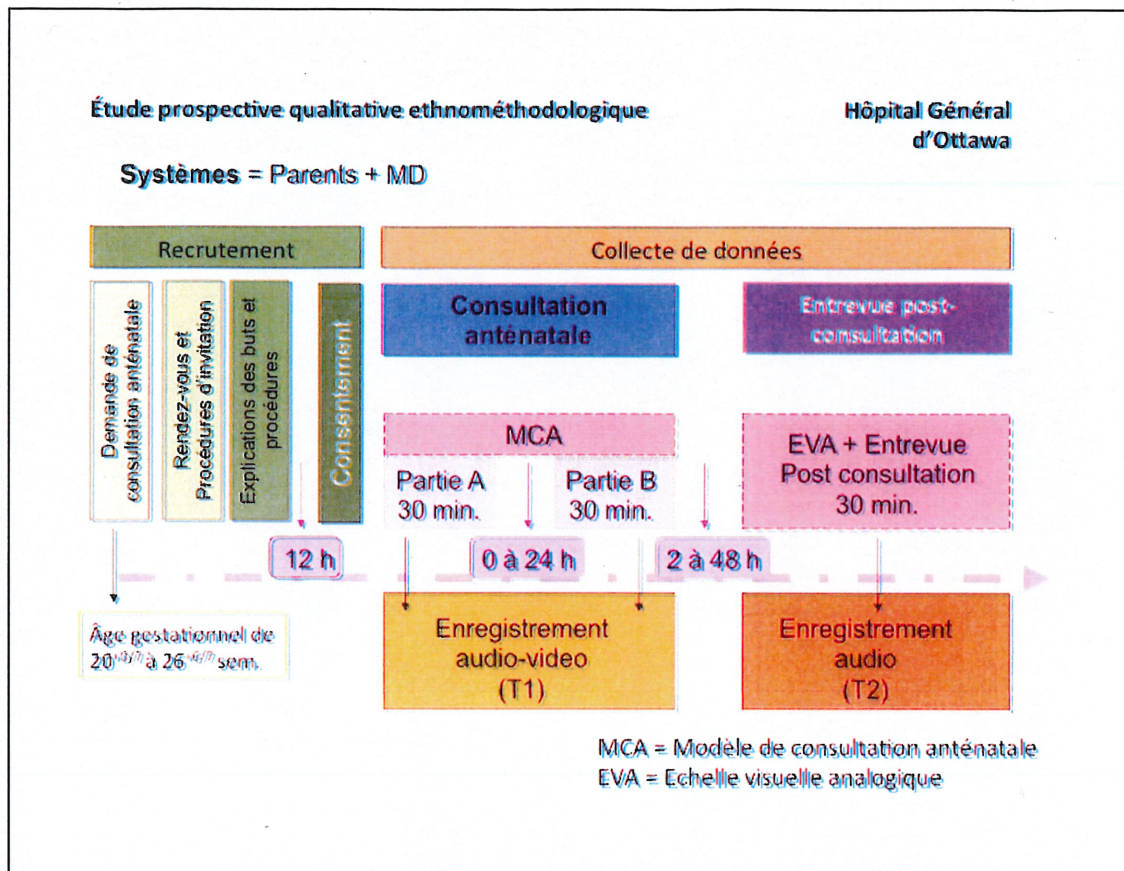 Étude prospective qualitative ethnométhodologique
Hôpital Général
d'Ottawa
Systèmes = Parents + MD
Recrutement
Collecte de données
Demande de
consultation anténatale
Rendez-vous et
Procédures d'invitation
Explications des buts et
procédures
Consentement
Consultation
anténatale
Entrevue post-
consultation
MCA
Partie A
30 min.
Partie B
30 min.
EVA + Entrevue
Post consultation
30 min.
12 h
0 à 24 h
2 à 48 h
Âge gestationnel de
20 à 26 sem.
Enregistrement
audio-video
(T1)
Enregistrement
audio
(T2)
MCA = Modèle de consultation anténatale
EVA = Echelle visuelle analogique